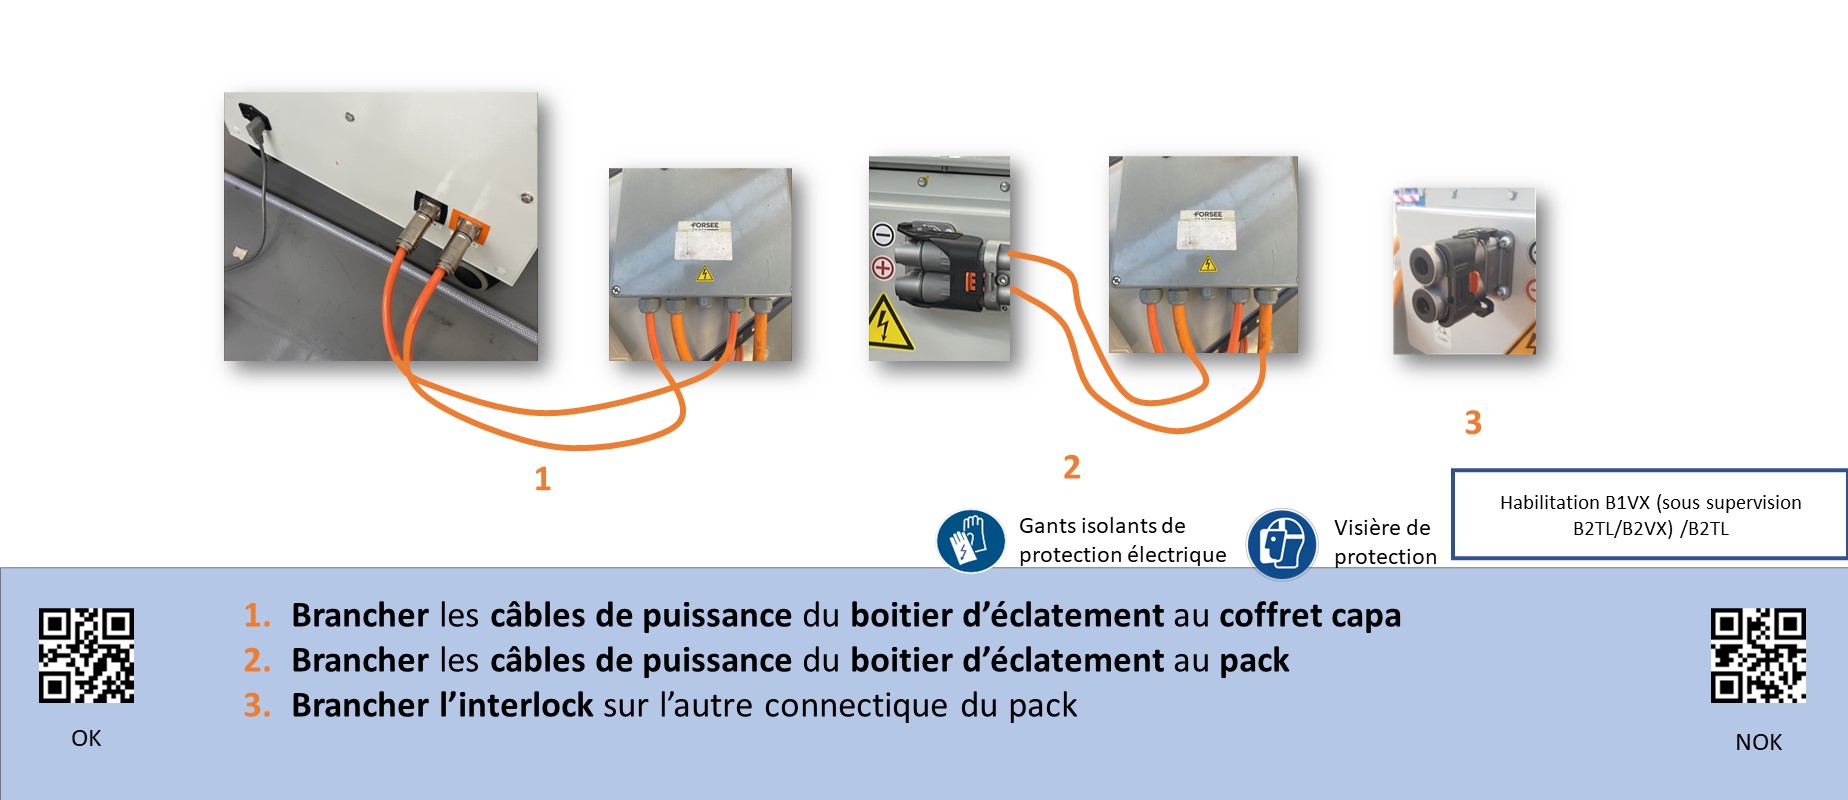 FORSEE
POWER
FORSEE
POWER
1
2
3
Gants isolants de
protection électrique
Visière de
protection
Habilitation B1VX (sous supervision
B2TL/B2VX) /B2TL
1. Brancher les câbles de puissance du boitier d’éclatement au coffret capa
2. Brancher les câbles de puissance du boitier d’éclatement au pack
3. Brancher l’interlock sur l’autre connectique du pack
OK
NOK